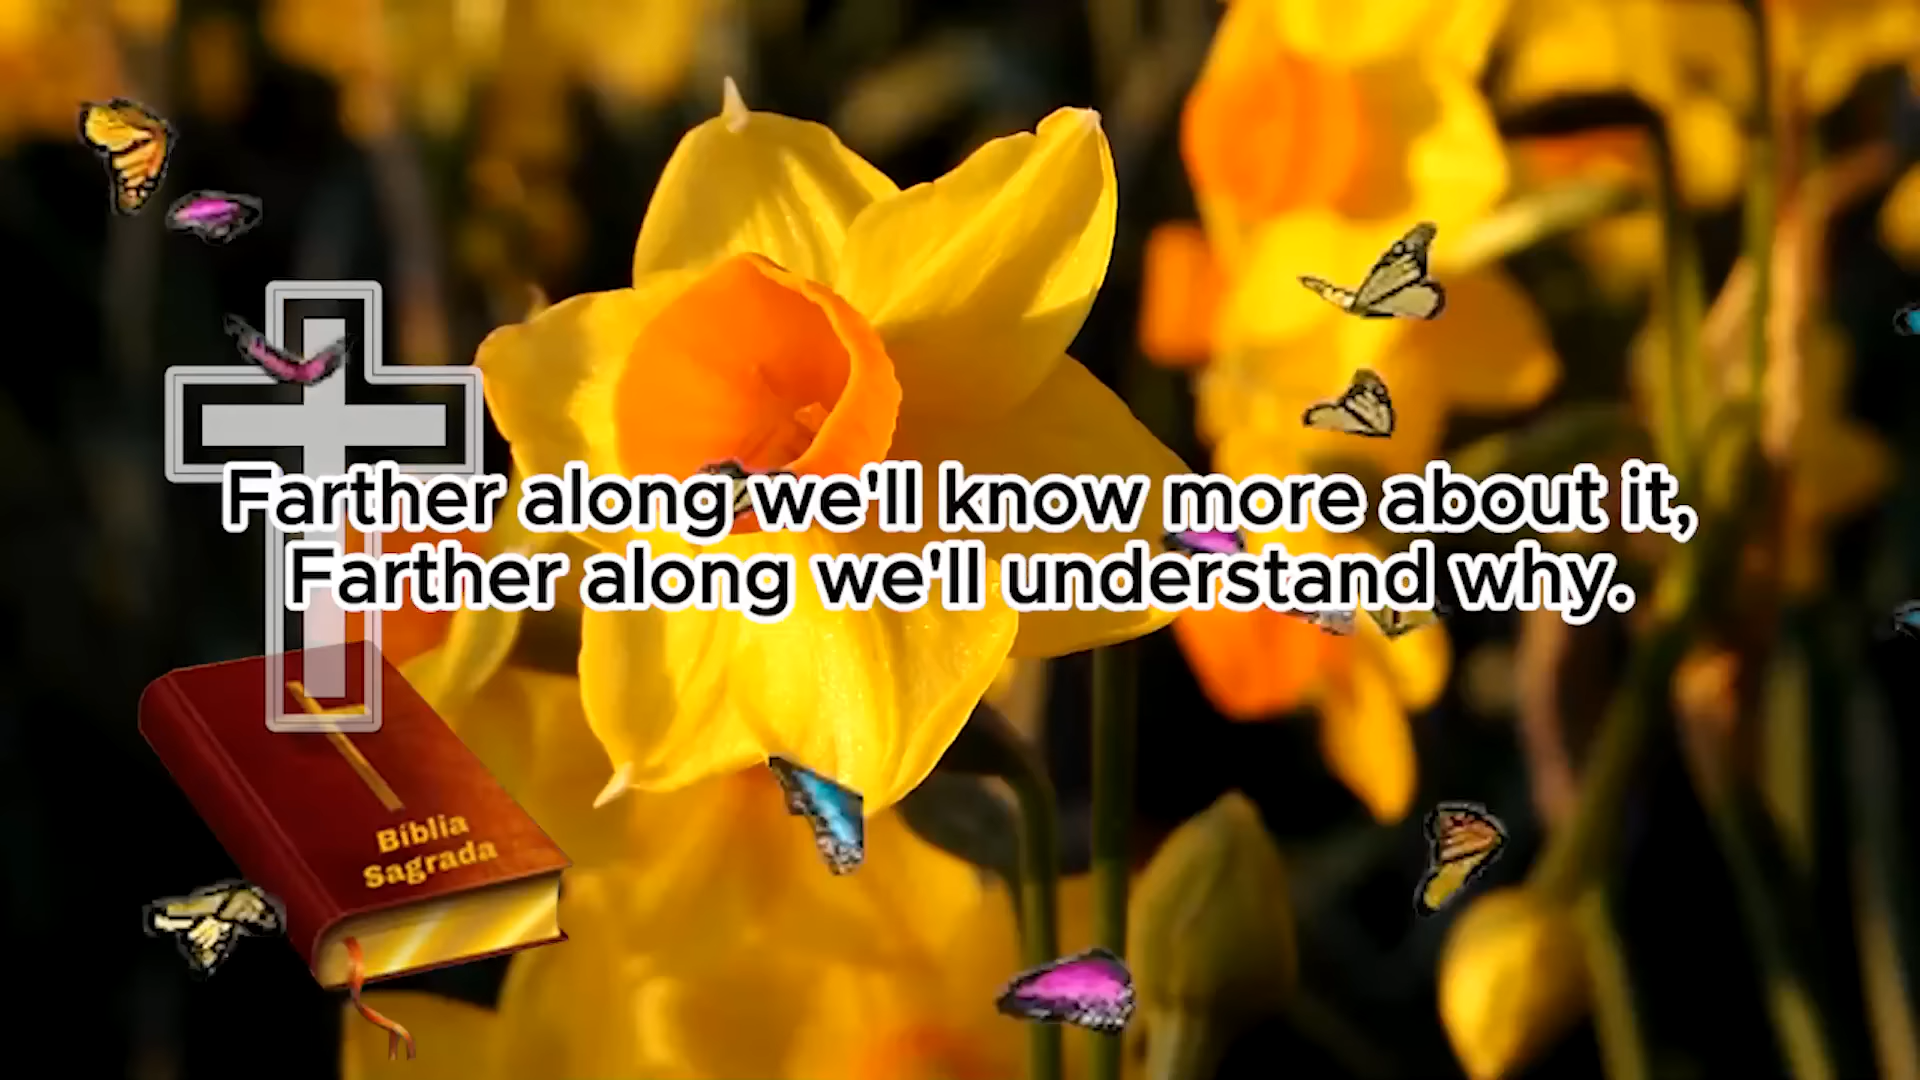 Farther along we'll know more about it,
Farther along we'll understand why.
Bíblia
Sagrada